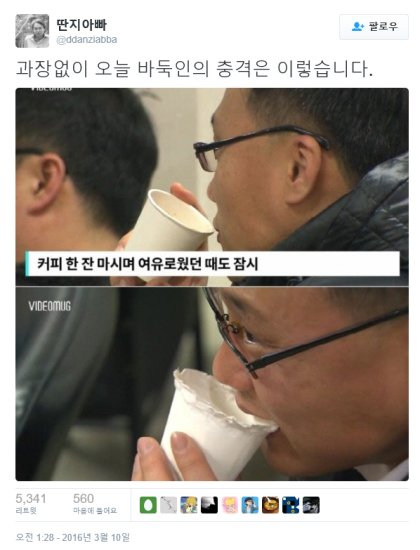 딴지아빠
@ddanziabba
팔로우
과장없이 오늘 바둑인의 충격은 이렇습니다.
VIDEOMUG
커피 한 잔 마시며 여유로웠던 때도 잠시
VIDEOMUG
5,341
560
리트윗
마음에 들어요
오전 1:28 - 2016년 3월 10일